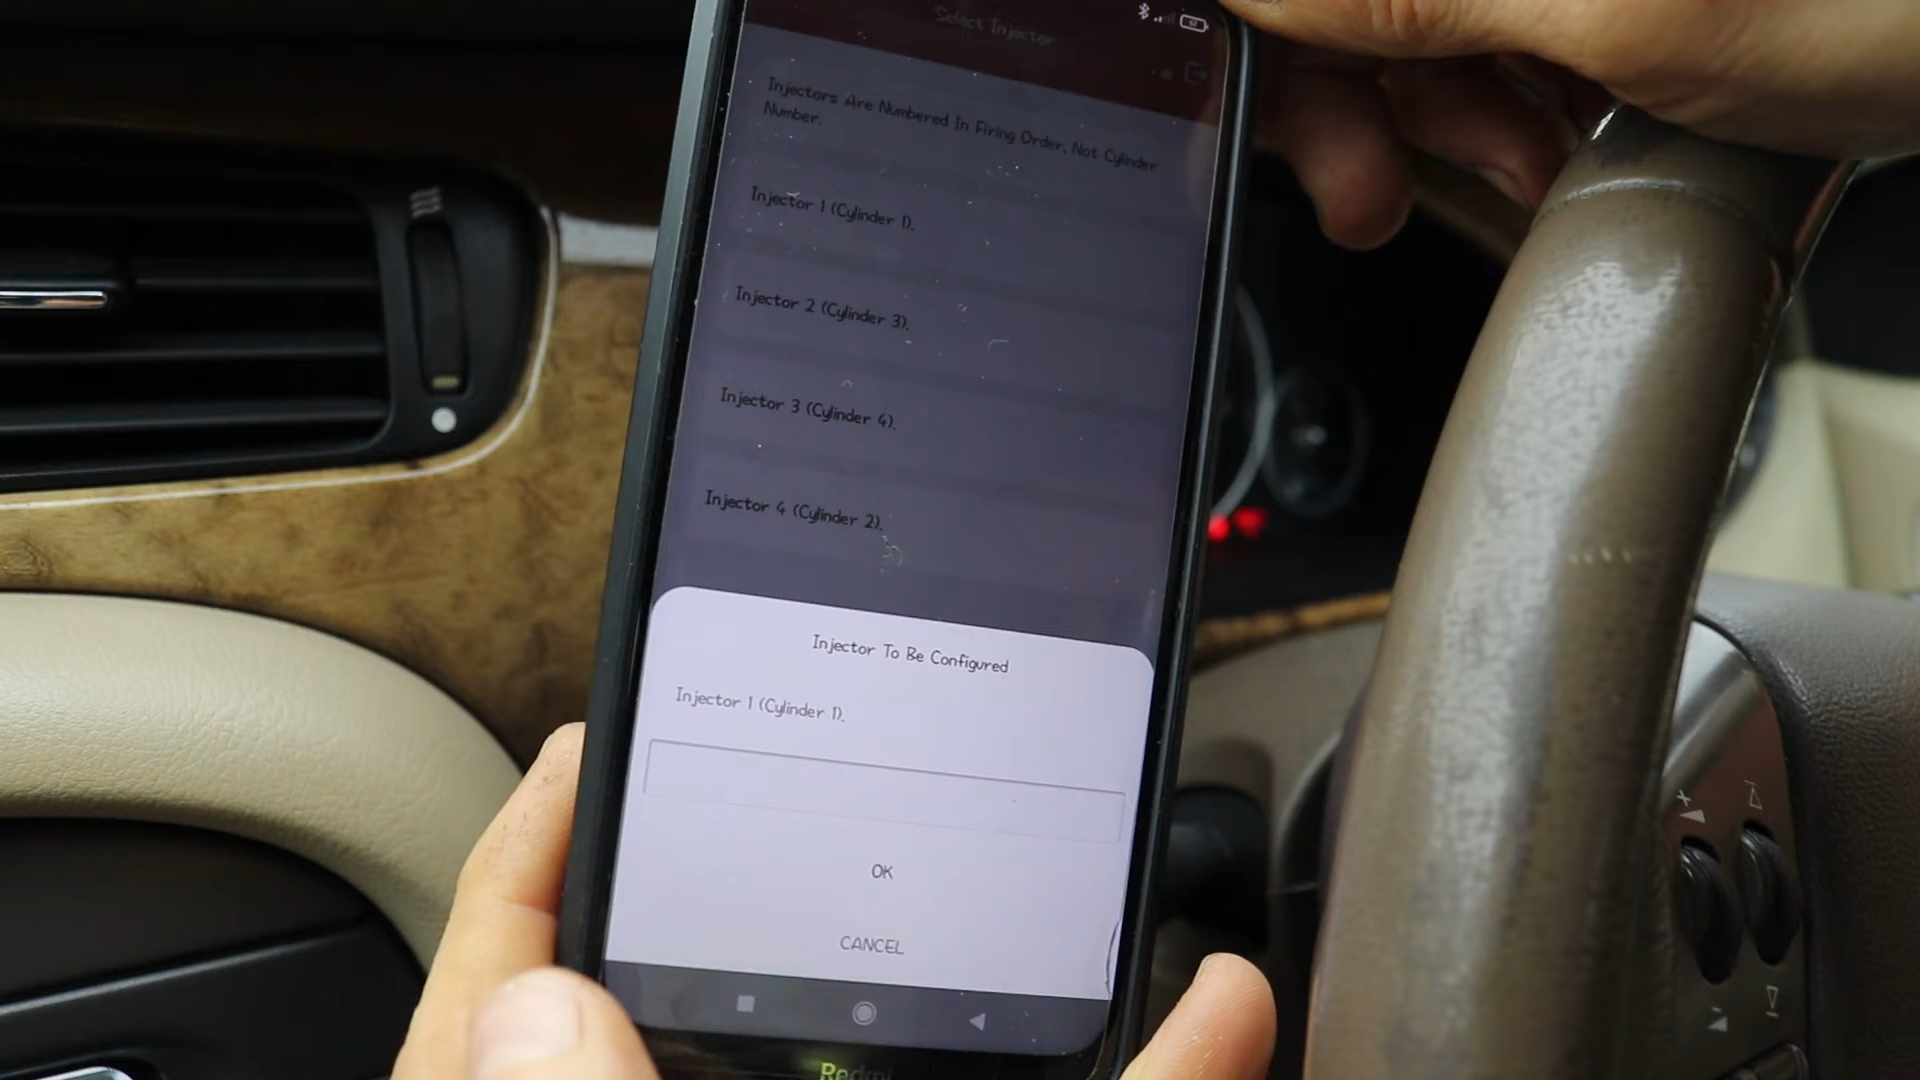 Select Injector
Injectors Are Numbered In Firing Order, Not Cylinder
Number.
Injector 1 (Cylinder 1).
Injector 2 (Cylinder 3).
Injector 3 (Cylinder 4).
Injector 4 (Cylinder 2).
Injector To Be Configured
Injector 1 (Cylinder 1).
OK
CANCEL
Redmi